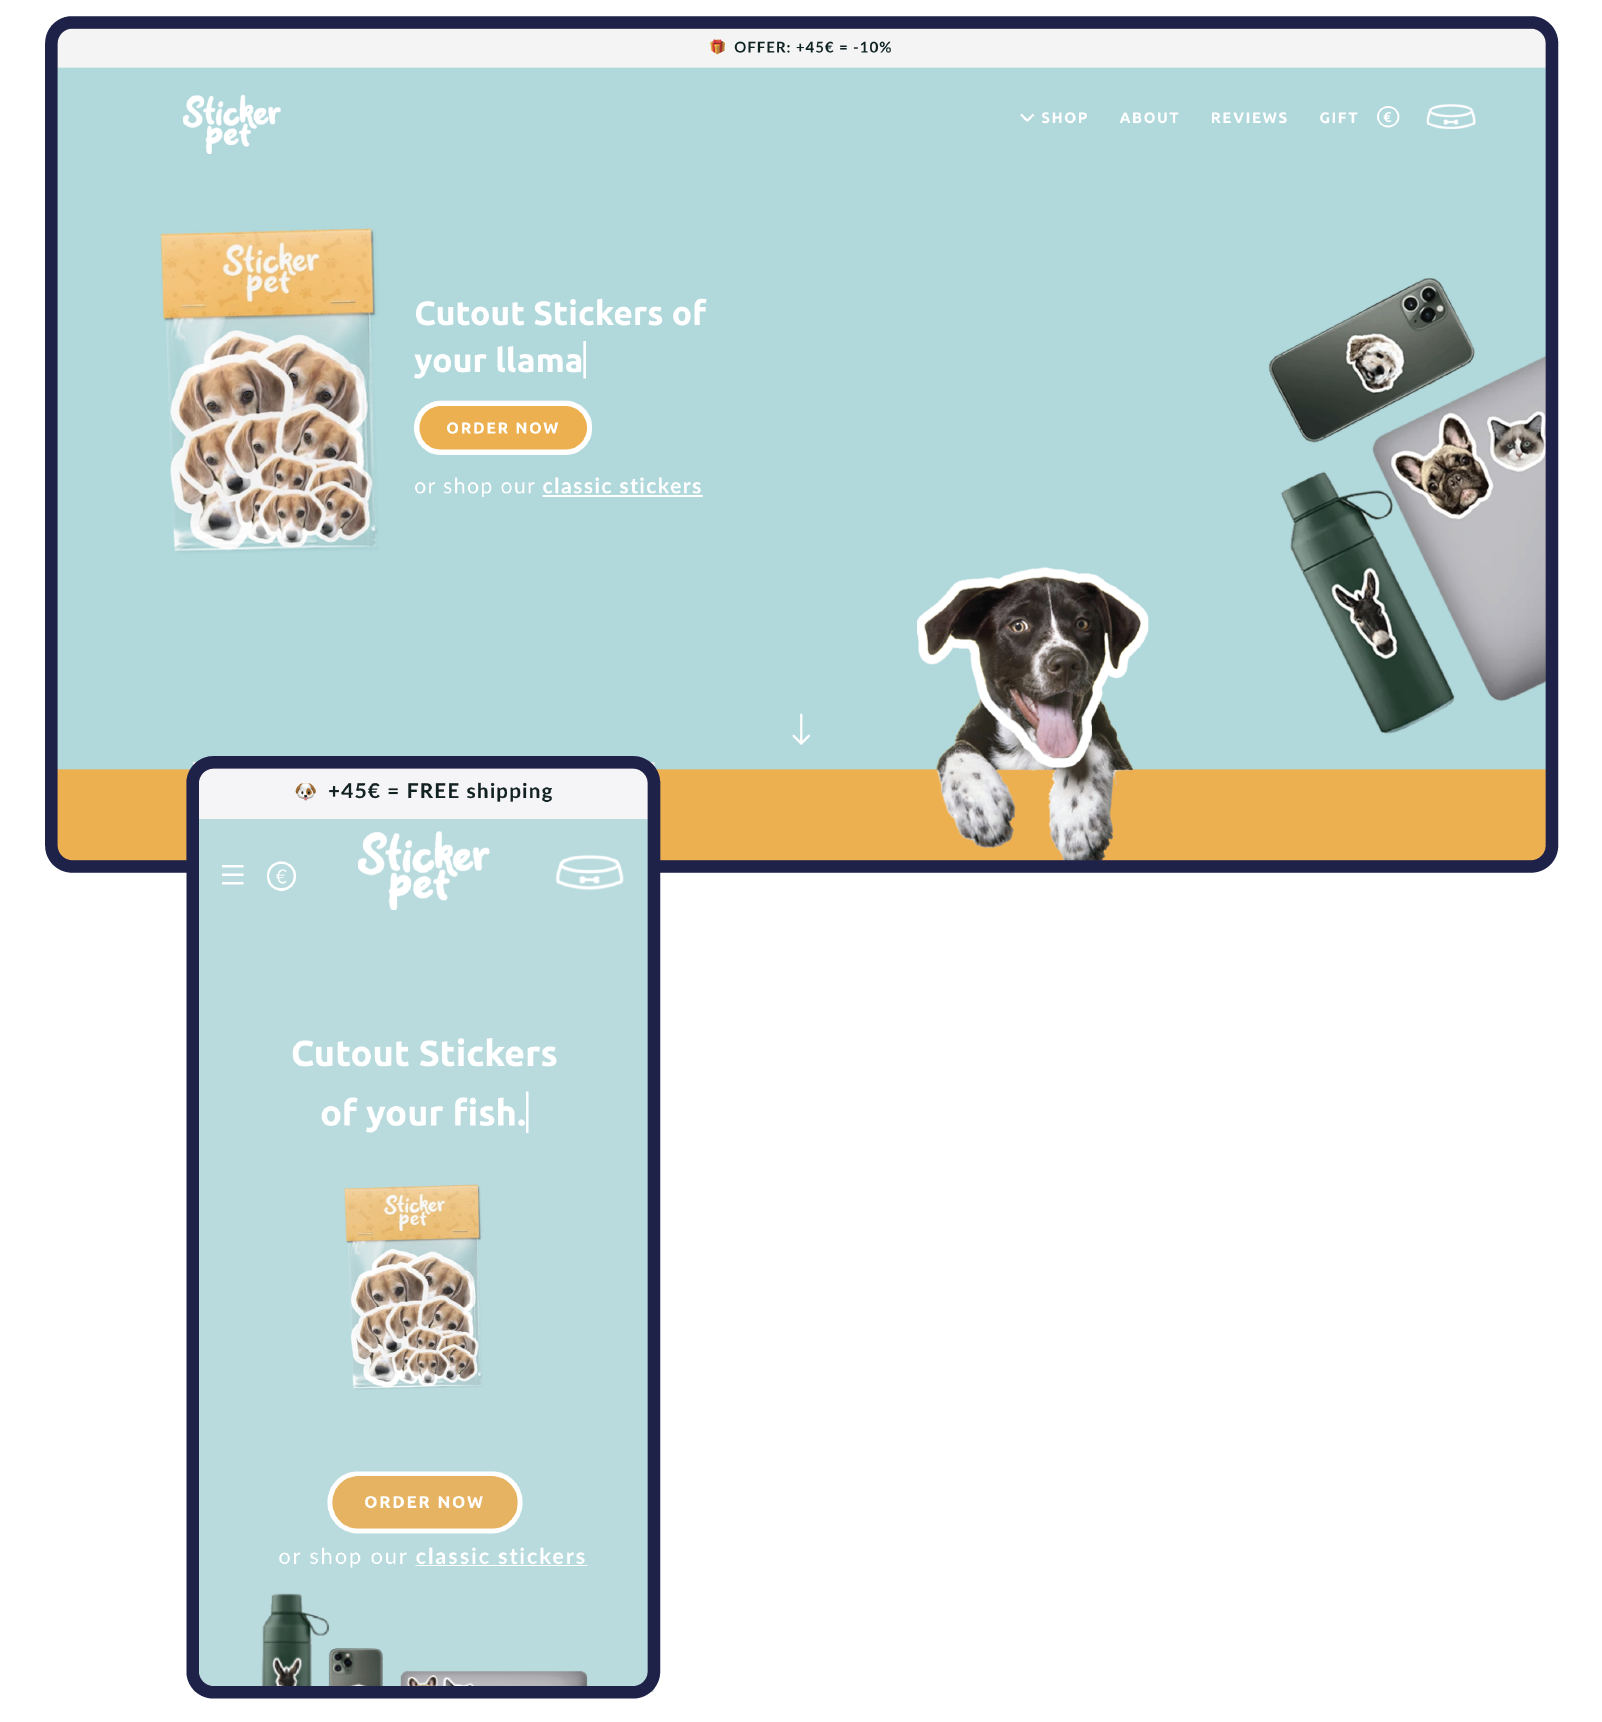 OFFER: +45€ = -10%
Sticker
pet
SHOP ABOUT REVIEWS GIFT €
Sticker
pet
Cutout Stickers of
your llama
ORDER NOW
or shop our classic stickers
+45€ = FREE shipping
€
Sticker
pet
Cutout Stickers
of your fish.
Sticker
pet
ORDER NOW
or shop our classic stickers